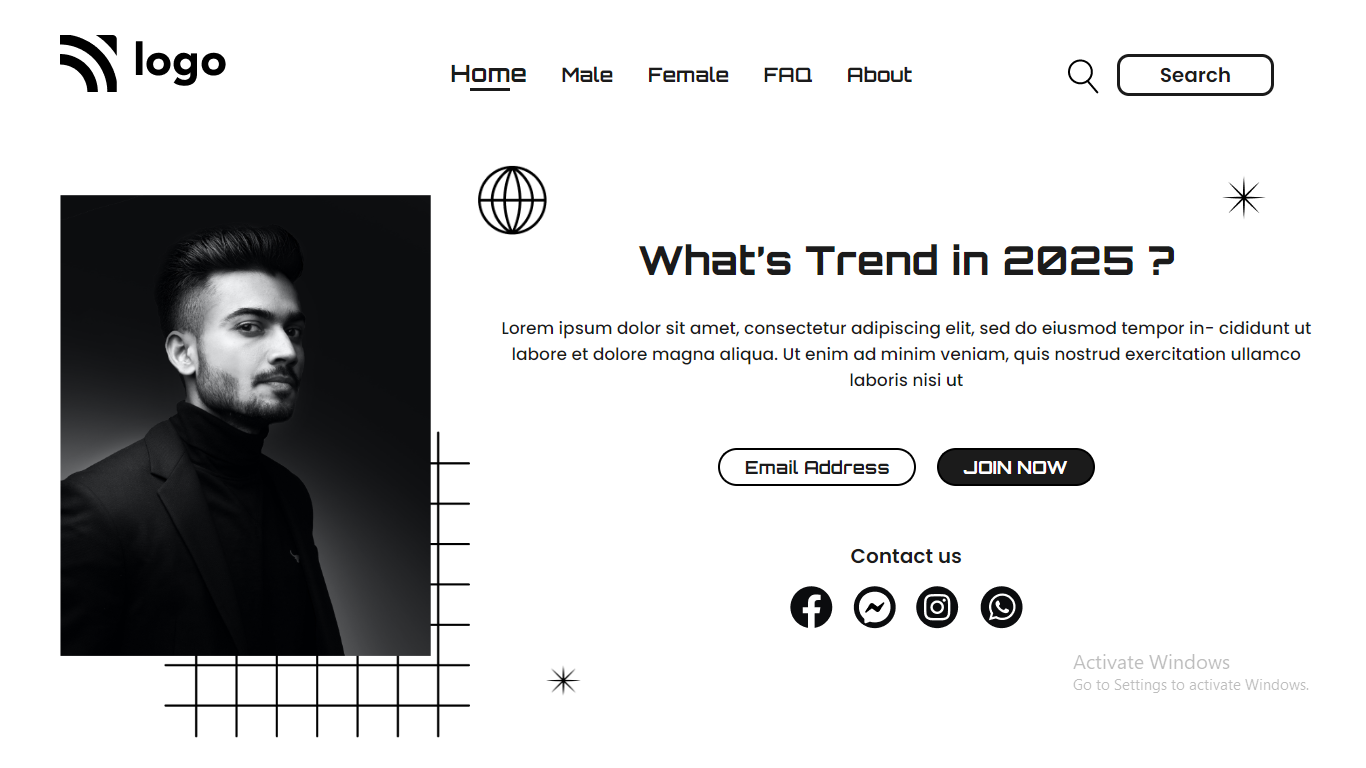 logo
Home Male Female FAQ About
Search
What's Trend in 2025 ?
Lorem ipsum dolor sit amet, consectetur adipiscing elit, sed do eiusmod tempor in- cididunt ut
labore et dolore magna aliqua. Ut enim ad minim veniam, quis nostrud exercitation ullamco
laboris nisi ut
Email Address JOIN NOW
Contact us
Activate Windows
Go to Settings to activate Windows.